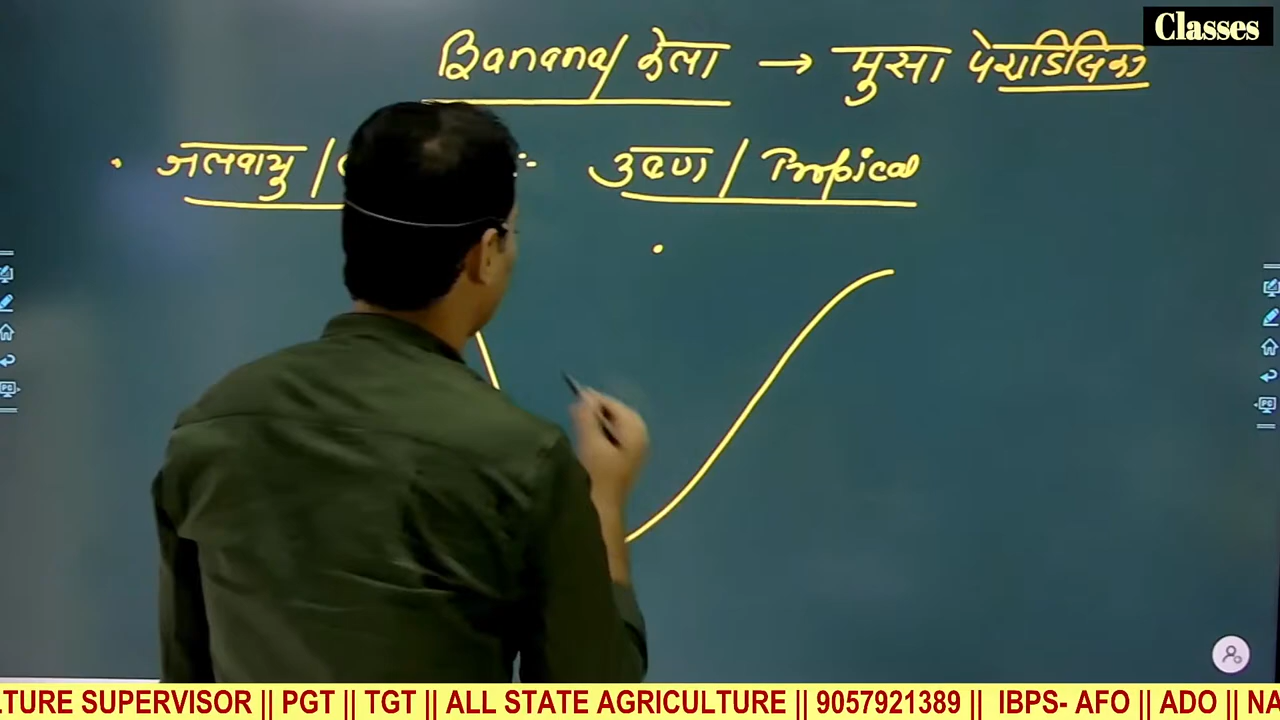 Classes
Banana/ केला → मुसा पेराडिसिका
• जलवायु / :- उष्ण / Tropical
LTURE SUPERVISOR || PGT || TGT || ALL STATE AGRICULTURE || 9057921389 || IBPS- AFO || ADO || NA